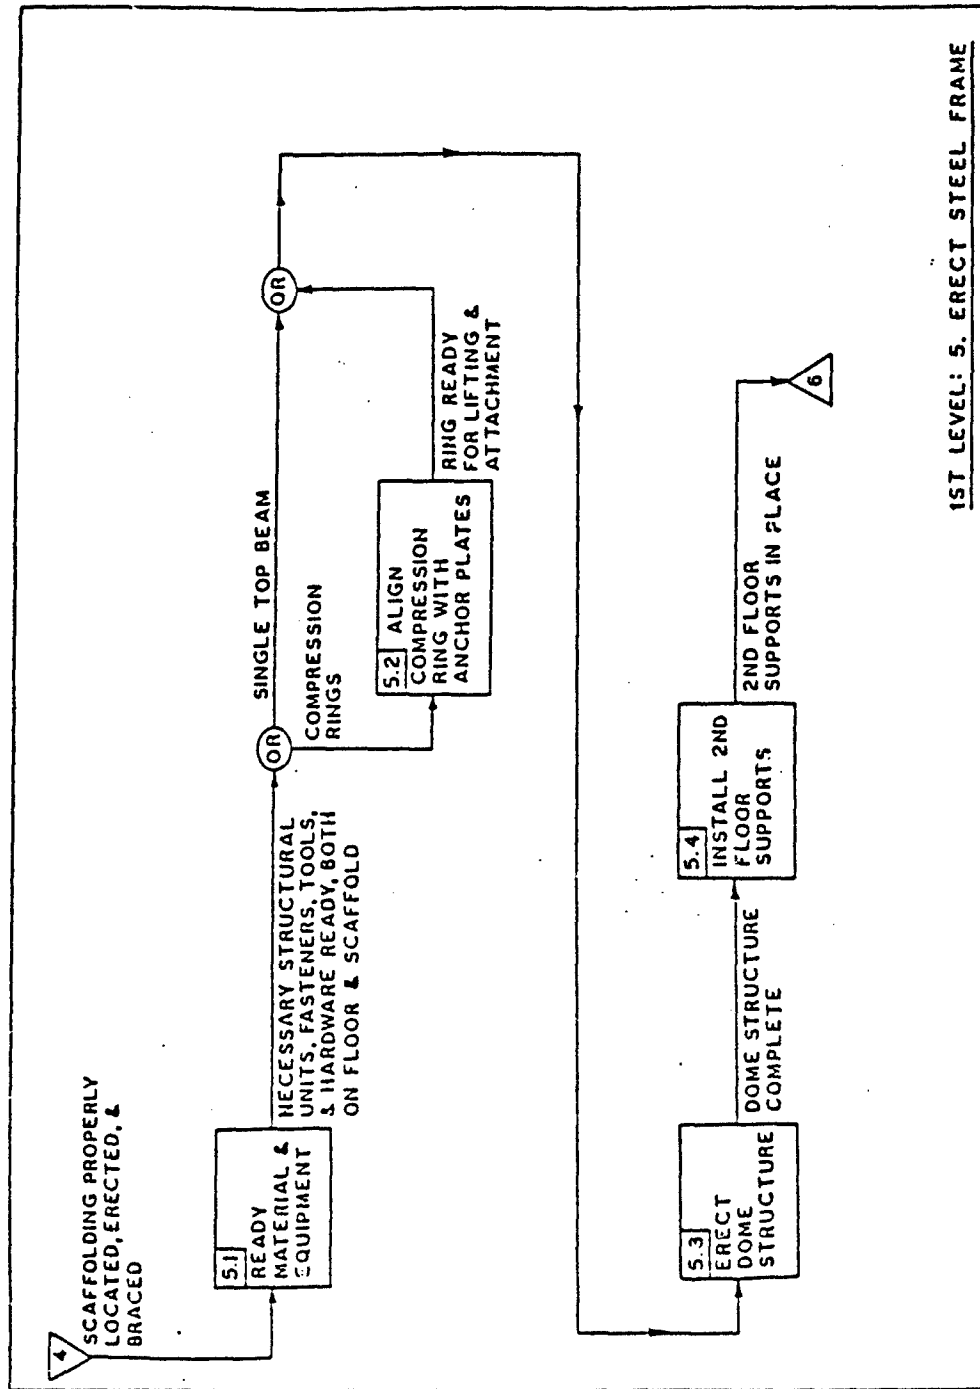 4
SCAFFOLDING PROPERLY
LOCATED, ERECTED, &
BRACED
5.1
READY
MATERIAL &
EQUIPMENT
NECESSARY STRUCTURAL
UNITS, FASTENERS, TOOLS,
& HARDWARE READY, BOTH
ON FLOOR & SCAFFOLD
OR
SINGLE TOP BEAM
COMPRESSION
RINGS
5.2 ALIGN
COMPRESSION
RING WITH
ANCHOR PLATES
RING READY
FOR LIFTING &
ATTACHMENT
OR
5.3
ERECT
DOME
STRUCTURE
DOME STRUCTURE
COMPLETE
5.4
INSTALL 2ND
FLOOR
SUPPORTS
2ND FLOOR
SUPPORTS IN PLACE
6
1ST LEVEL: 5. ERECT STEEL FRAME